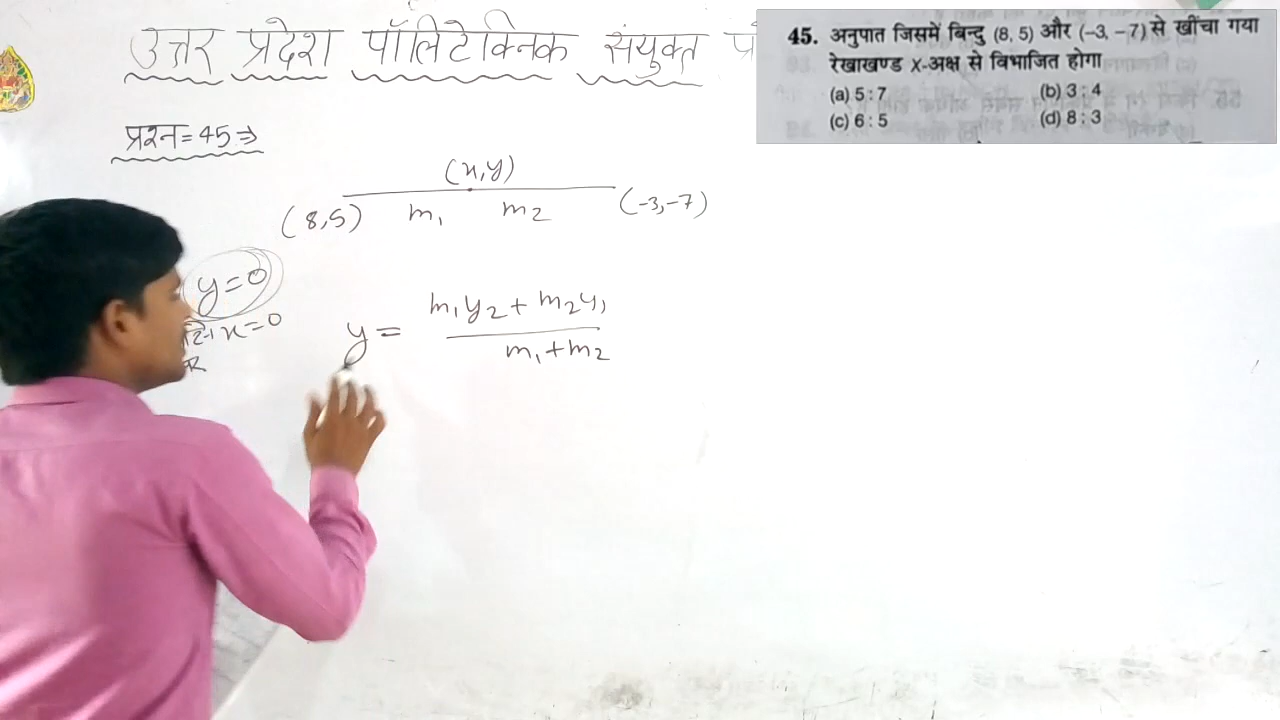 उत्तर प्रदेश पॉलिटेक्निक संयुक्त
प्रश्न=45⇒
(x,y)
(8,5) m₁ m₂ (-3,-7)
y=0
x=0
y= m₁y₂+m₂y₁
m₁+m₂
45. अनुपात जिसमें बिन्दु (8, 5) और (–3, – 7) से खींचा गया
रेखाखण्ड X-अक्ष से विभाजित होगा
(a) 5 : 7 (b) 3 : 4
(c) 6 : 5 (d) 8 : 3